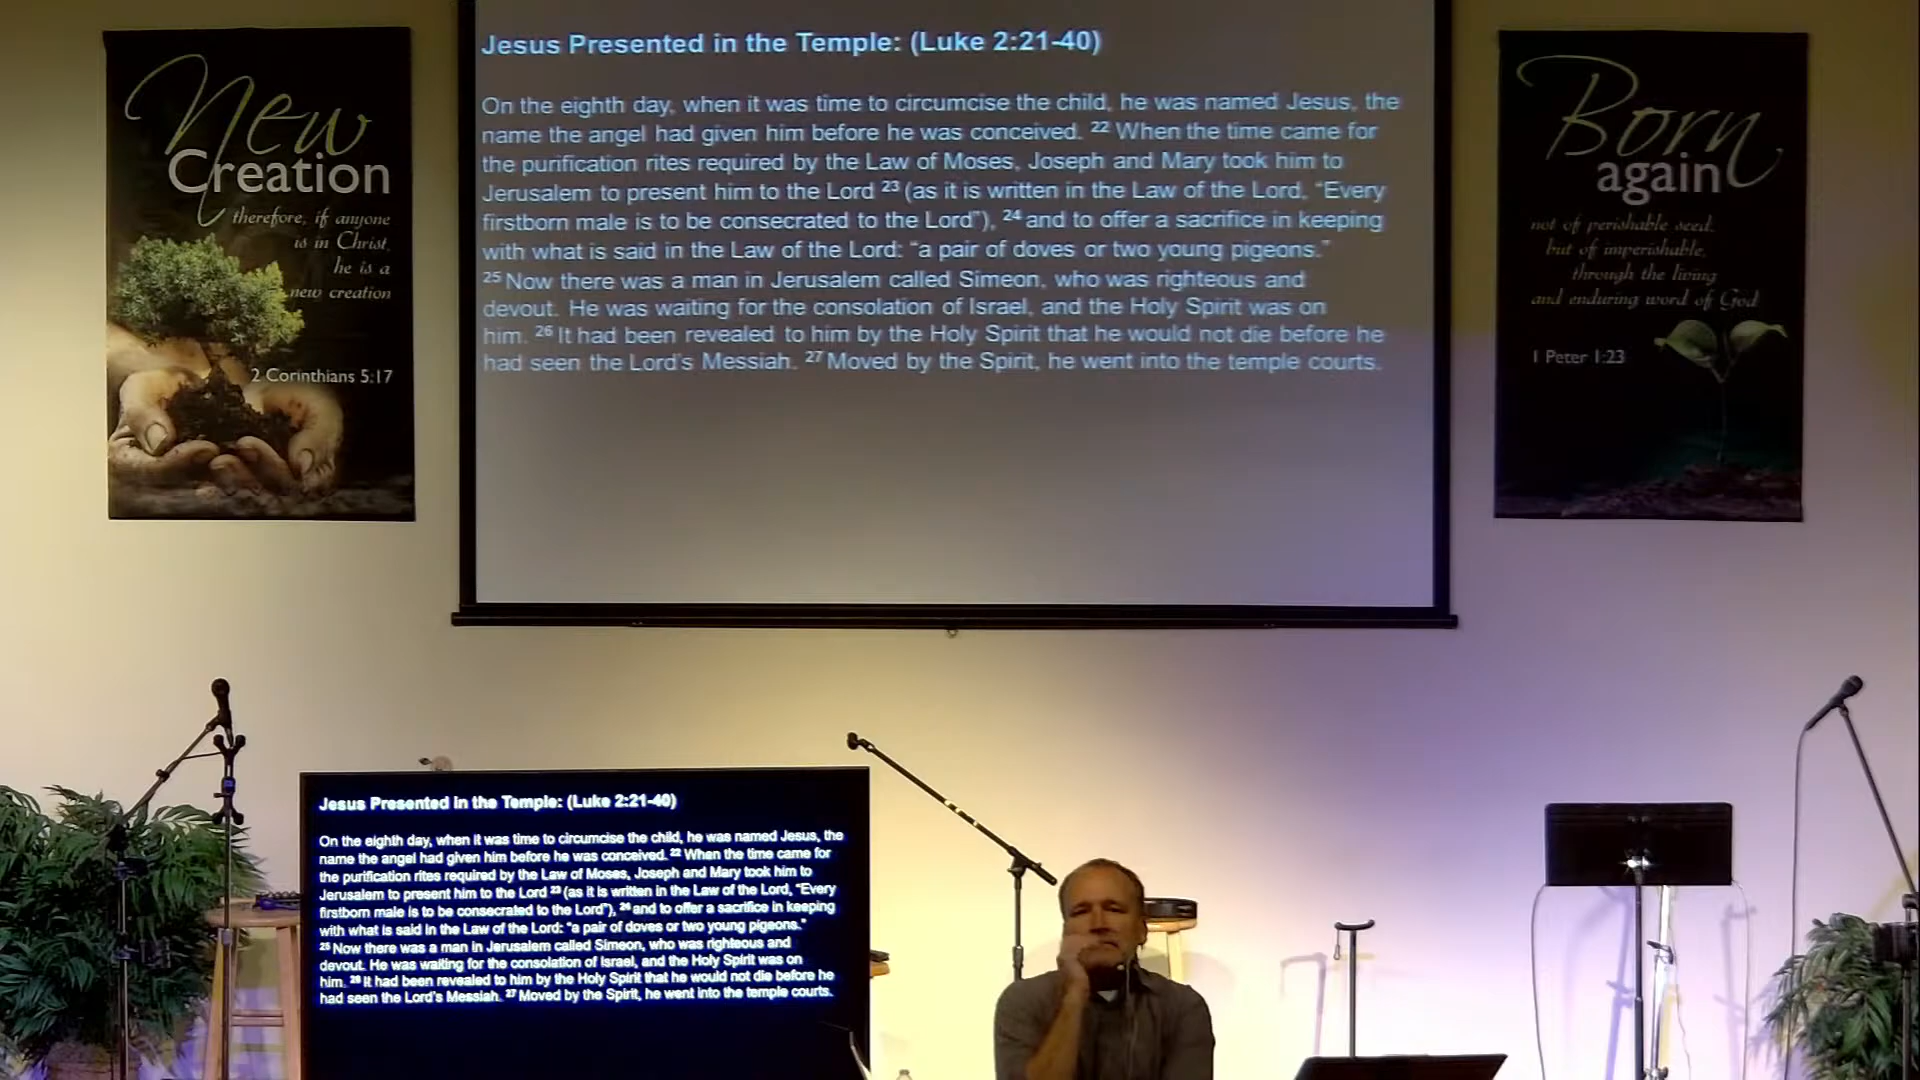 New
Creation
therefore, if anyone
is in Christ,
he is a
new creation
2 Corinthians 5:17
Jesus Presented in the Temple: (Luke 2:21-40)
On the eighth day, when it was time to circumcise the child, he was named Jesus, the
name the angel had given him before he was conceived. 22 When the time came for
the purification rites required by the Law of Moses, Joseph and Mary took him to
Jerusalem to present him to the Lord 23 (as it is written in the Law of the Lord, “Every
firstborn male is to be consecrated to the Lord”), 24 and to offer a sacrifice in keeping
with what is said in the Law of the Lord: “a pair of doves or two young pigeons.”
25 Now there was a man in Jerusalem called Simeon, who was righteous and
devout. He was waiting for the consolation of Israel, and the Holy Spirit was on
him. 26 It had been revealed to him by the Holy Spirit that he would not die before he
had seen the Lord’s Messiah. 27 Moved by the Spirit, he went into the temple courts.
Born
again
not of perishable seed,
but of imperishable,
through the living
and enduring word of God
1 Peter 1:23
Jesus Presented in the Temple: (Luke 2:21-40)
On the eighth day, when it was time to circumcise the child, he was named Jesus, the
name the angel had given him before he was conceived. 22 When the time came for
the purification rites required by the Law of Moses, Joseph and Mary took him to
Jerusalem to present him to the Lord 23 (as it is written in the Law of the Lord, “Every
firstborn male is to be consecrated to the Lord”), 24 and to offer a sacrifice in keeping
with what is said in the Law of the Lord: “a pair of doves or two young pigeons.”
25 Now there was a man in Jerusalem called Simeon, who was righteous and
devout. He was waiting for the consolation of Israel, and the Holy Spirit was on
him. 26 It had been revealed to him by the Holy Spirit that he would not die before he
had seen the Lord’s Messiah. 27 Moved by the Spirit, he went into the temple courts.